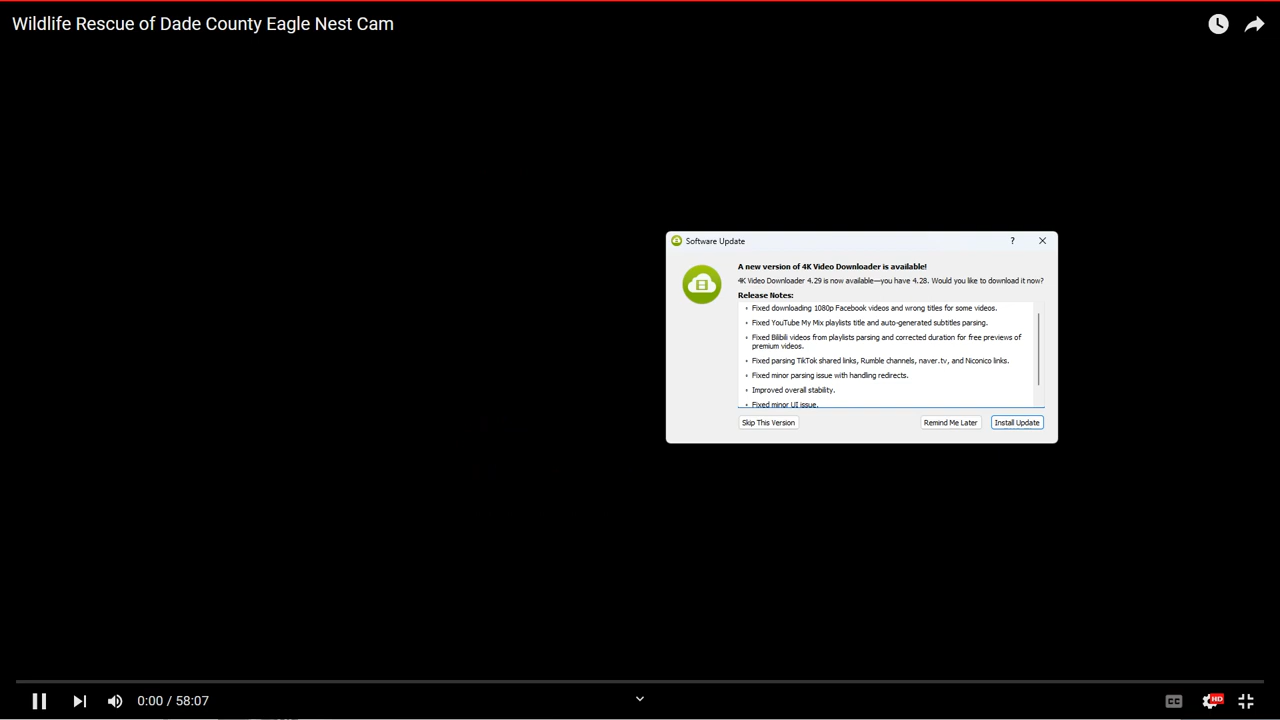 Wildlife Rescue of Dade County Eagle Nest Cam
Software Update
?
A new version of 4K Video Downloader is available!
4K Video Downloader 4.29 is now available—you have 4.28. Would you like to download it now?
Release Notes:
• Fixed downloading 1080p Facebook videos and wrong titles for some videos.
• Fixed YouTube My Mix playlists title and auto-generated subtitles parsing.
• Fixed Bilibili videos from playlists parsing and corrected duration for free previews of
premium videos.
• Fixed parsing TikTok shared links, Rumble channels, naver.tv, and Niconico links.
• Fixed minor parsing issue with handling redirects.
• Improved overall stability.
• Fixed minor UI issue.
Skip This Version Remind Me Later Install Update
0:00 / 58:07 CC HD